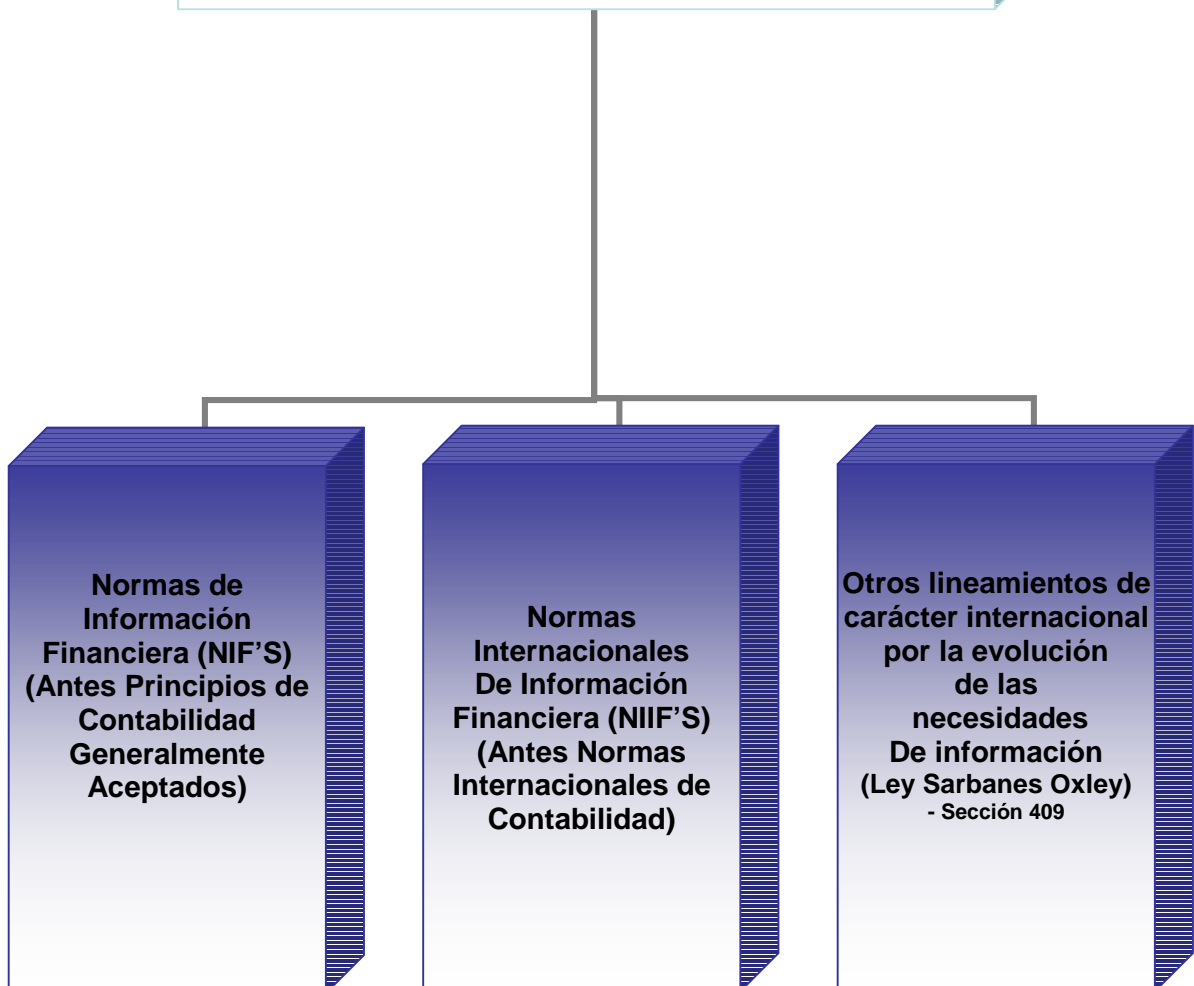 Normas de
Información
Financiera (NIF'S)
(Antes Principios de
Contabilidad
Generalmente
Aceptados)
Normas
Internacionales
De Información
Financiera (NIIF'S)
(Antes Normas
Internacionales de
Contabilidad)
Otros lineamientos de
carácter internacional
por la evolución
de las
necesidades
De información
(Ley Sarbanes Oxley)
- Sección 409